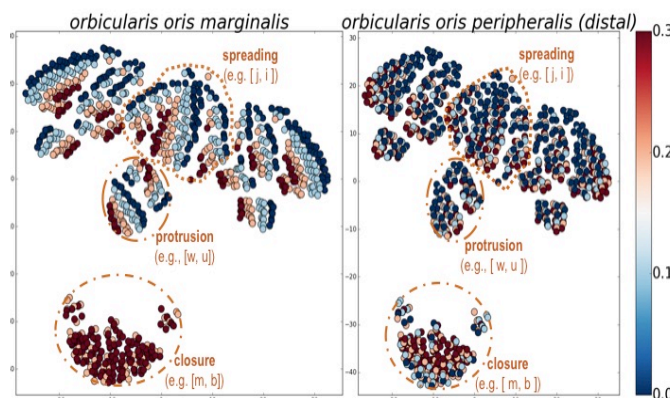 orbicularis oris marginalis
spreading
(e.g. [ j, i ])
protrusion
(e.g., [w, u])
closure
(e.g. [m, b])
orbicularis oris peripheralis (distal)
30
20
10
0
−10
−20
−30
−40
spreading
(e.g. [ j, i ])
protrusion
(e.g., [ w, u ])
closure
(e.g. [ m, b ])
0.3
0.2
0.1
0.0